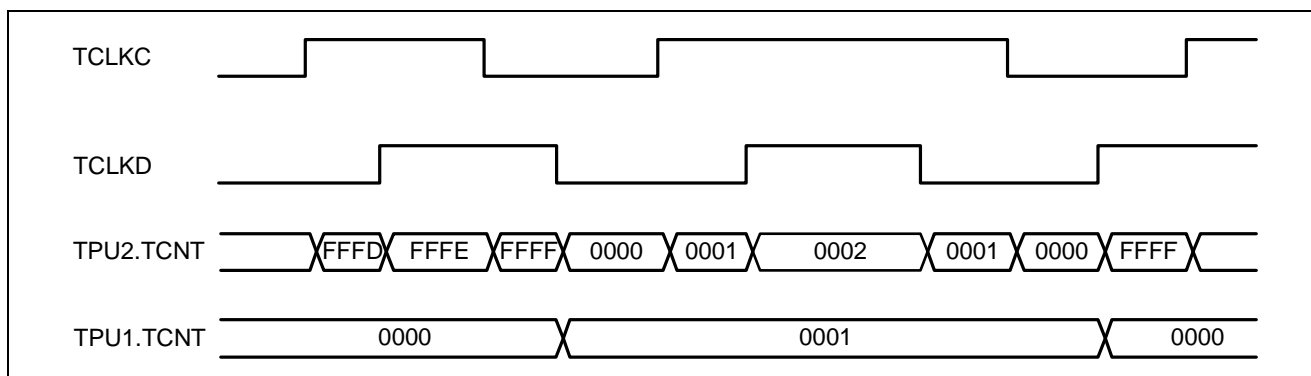 TCLKC
TCLKD
TPU2.TCNT FFFD FFFE FFFF 0000 0001 0002 0001 0000 FFFF
TPU1.TCNT 0000 0001 0000